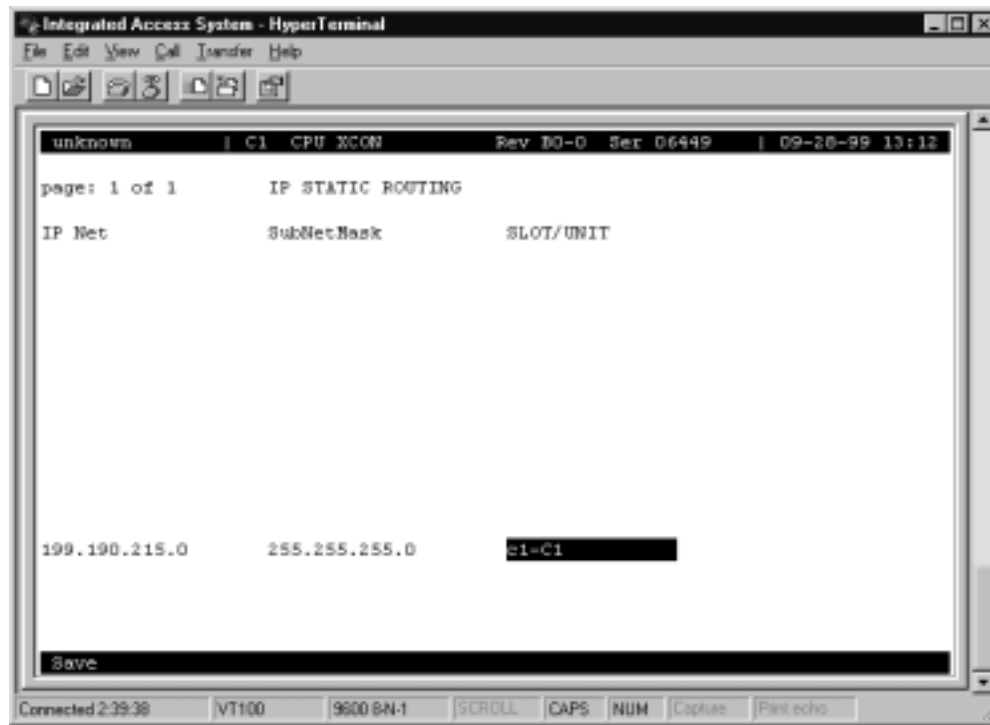 Integrated Access System - HyperTerminal
File Edit View Call Transfer Help
unknown | C1 CPU XCON Rev B0-0 Ser 06449 | 09-28-99 13:12
page: 1 of 1 IP STATIC ROUTING
IP Net SubNetMask SLOT/UNIT
199.190.215.0 255.255.255.0 e1-C1
Save
Connected 2:39:38 VT100 9600 8-N-1 SCROLL CAPS NUM Capture Print echo